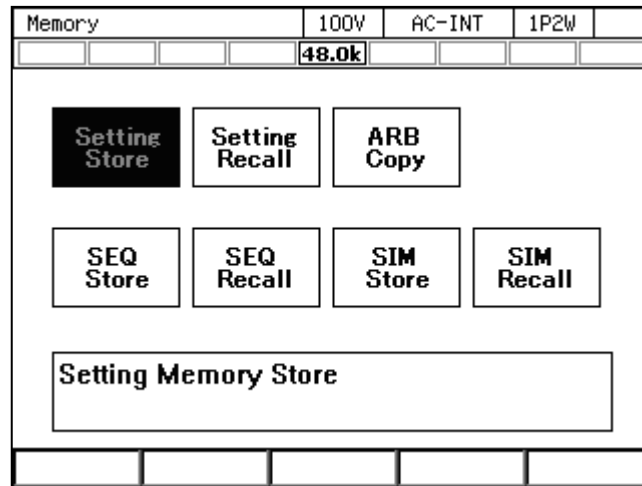 Memory 100V AC-INT 1P2W
48.0k
Setting Store
Setting Recall
ARB Copy
SEQ Store
SEQ Recall
SIM Store
SIM Recall
Setting Memory Store